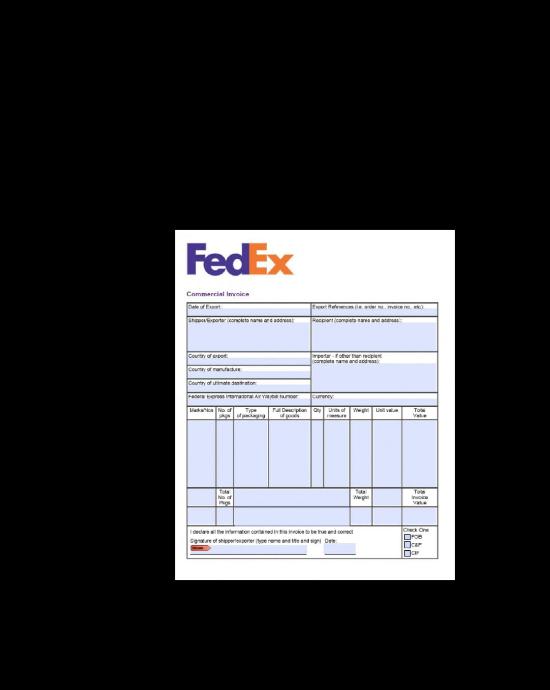 FedEx
Commercial Invoice
Date of Export:
Export References (i.e. order no., invoice no., etc):
Shipper/Exporter (complete name and address):
Recipient (complete name and address):
Country of export:
Importer - if other than recipient
(complete name and address):
Country of manufacture:
Country of ultimate destination:
Federal Express International Air Waybill Number:
Currency:
Marks/Nos
No. of
pkgs
Type
of packaging
Full Description
of goods
Qty
Units of
measure
Weight
Unit value
Total
Value
Total
No. of
Pkgs
Total
Weight
Total
Invoice
Value
I declare all the information contained in this invoice to be true and correct
Signature of shipper/exporter (type name and title and sign)
Date:
Check One
FOB
C&F
CIF